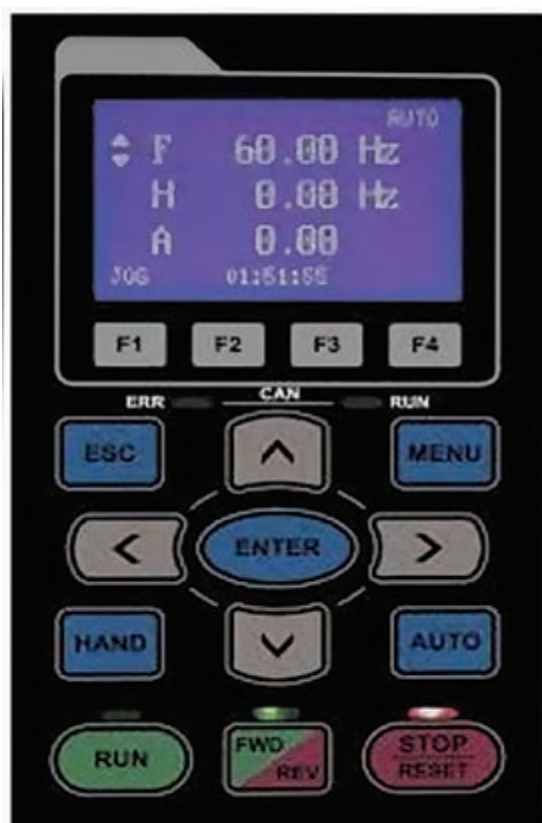 AUTO
F 60.00 Hz
H 0.00 Hz
A 0.00
JOG
F1 F2 F3 F4
ERR CAN RUN
ESC MENU
ENTER
HAND AUTO
RUN FWD REV STOP RESET